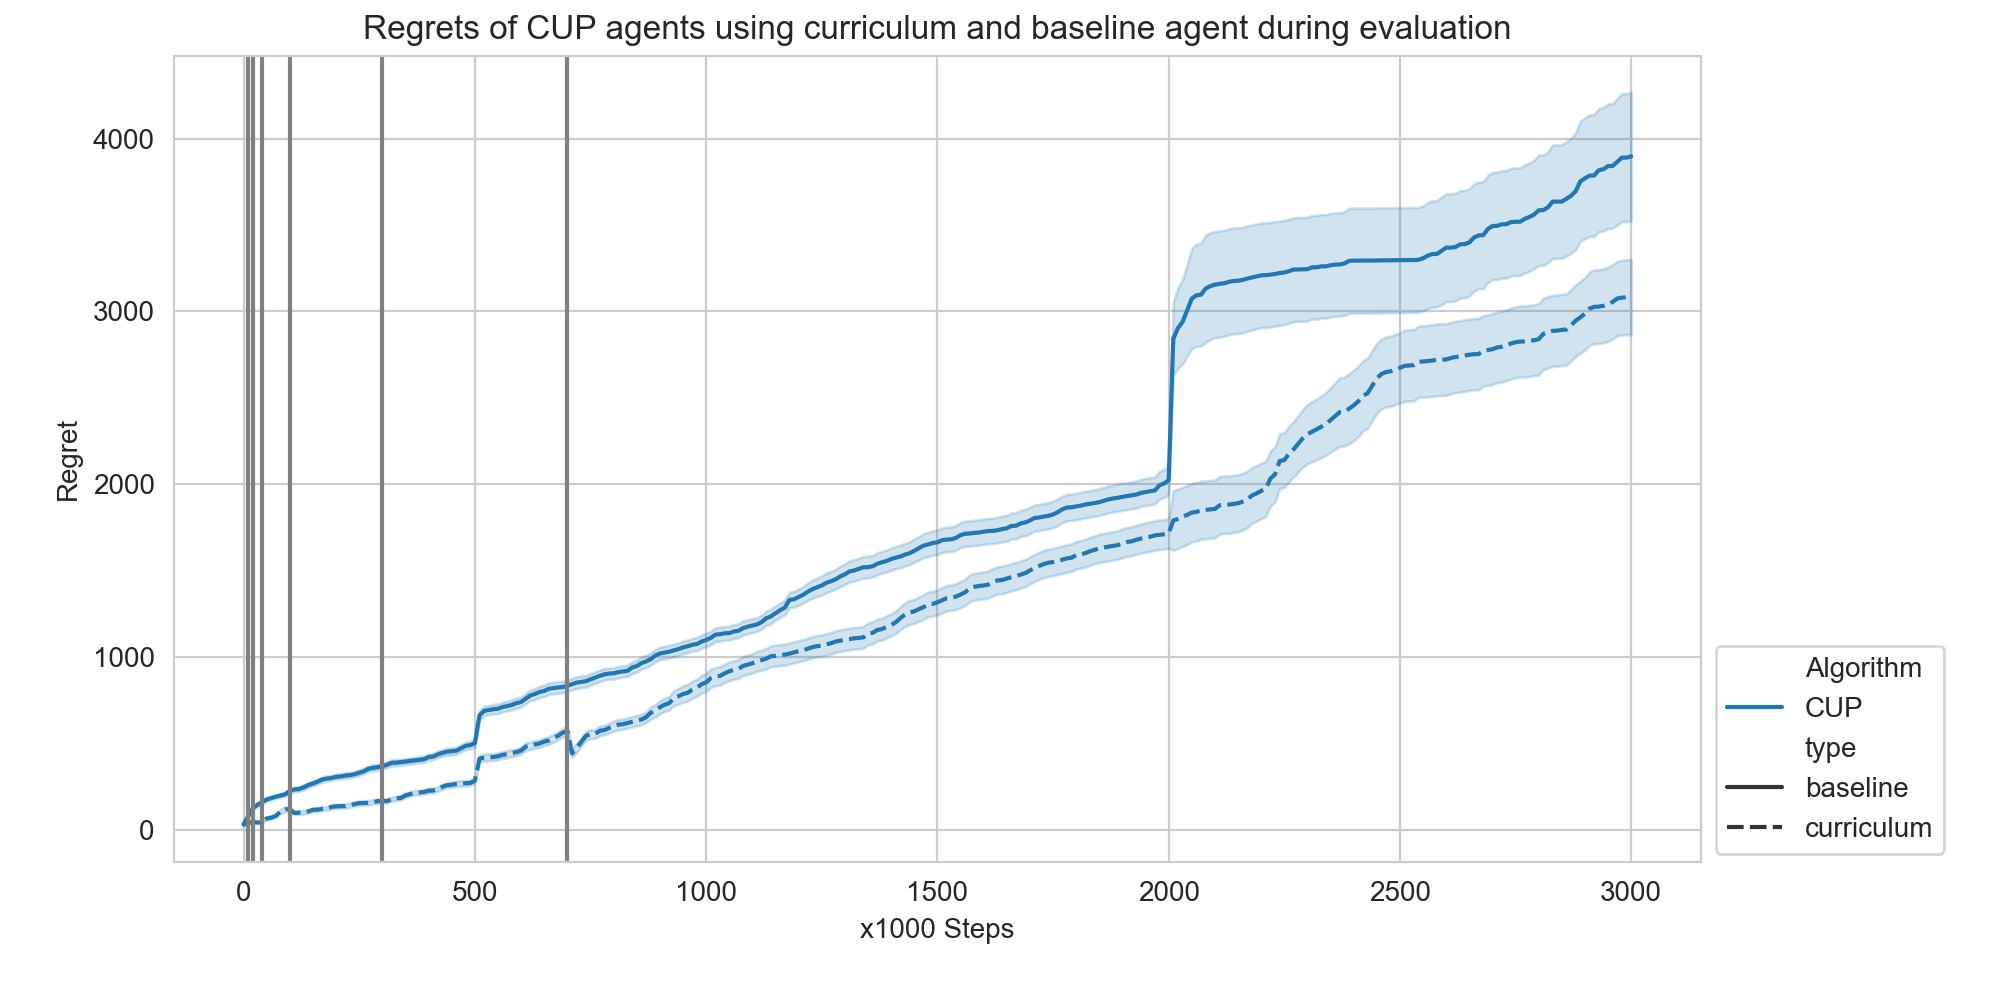 Regrets of CUP agents using curriculum and baseline agent during evaluation
4000
3000
2000
1000
0
Regret
0 500 1000 1500 2000 2500 3000
x1000 Steps
Algorithm
CUP
type
baseline
curriculum